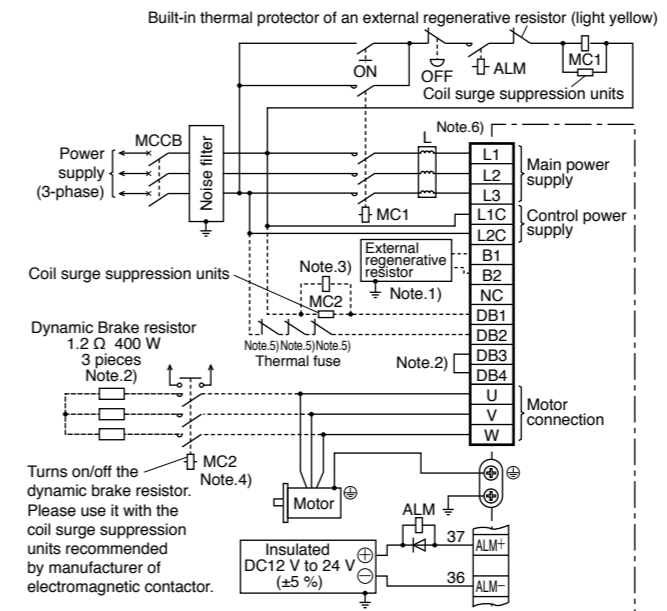 Built-in thermal protector of an external regenerative resistor (light yellow)
ON
OFF
ALM
MC1
Coil surge suppression units
Note.6)
L
MCCB
Power
supply
(3-phase)
Noise filter
MC1
L1
L2
L3
L1C
L2C
B1
B2
NC
DB1
DB2
DB3
DB4
U
V
W
Main power
supply
Control power
supply
External
regenerative
resistor
Note.1)
Coil surge suppression units
Note.3)
MC2
Note.5)Note.5)Note.5)
Thermal fuse
Note.2)
Dynamic Brake resistor
1.2 Ω 400 W
3 pieces
Note.2)
Motor
connection
MC2
Note.4)
Turns on/off the
dynamic brake resistor.
Please use it with the
coil surge suppression
units recommended
by manufacturer of
electromagnetic contactor.
Motor
ALM
Insulated
DC12 V to 24 V
(±5 %)
37
ALM+
36
ALM−